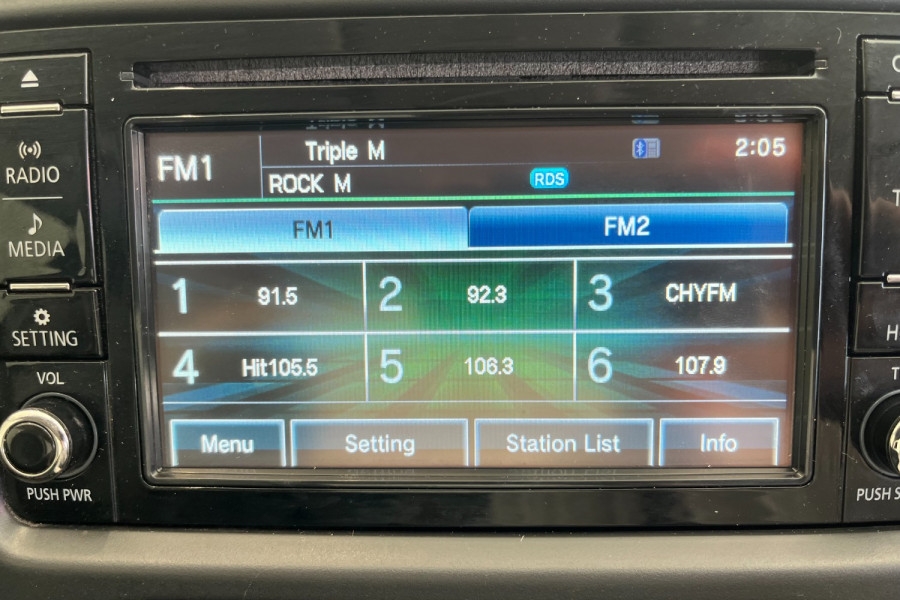 RADIO
MEDIA
SETTING
VOL
PUSH PWR
FM1
Triple M
2:05
ROCK M
RDS
FM1
FM2
1 91.5
2 92.3
3 CHYFM
4 Hit105.5
5 106.3
6 107.9
Menu
Setting
Station List
Info
PUSH